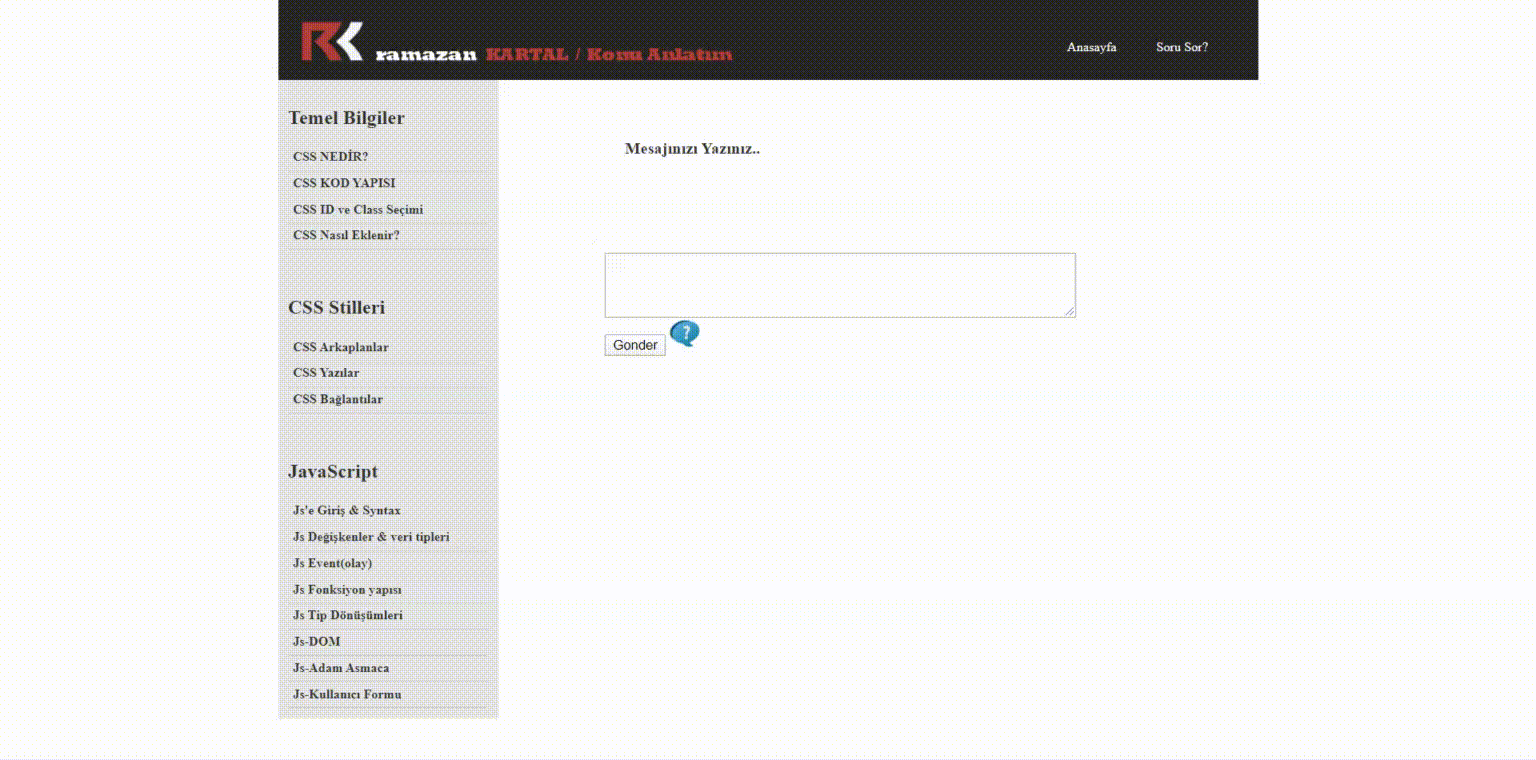 RK ramazan KARTAL / Konu Anlatım
Anasayfa Soru Sor?
Temel Bilgiler
CSS NEDİR?
CSS KOD YAPISI
CSS ID ve Class Seçimi
CSS Nasıl Eklenir?
CSS Stilleri
CSS Arkaplanlar
CSS Yazılar
CSS Bağlantılar
JavaScript
Js'e Giriş & Syntax
Js Değişkenler & veri tipleri
Js Event(olay)
Js Fonksiyon yapısı
Js Tip Dönüşümleri
Js-DOM
Js-Adam Asmaca
Js-Kullanıcı Formu
Mesajınızı Yazınız..
Gonder ?